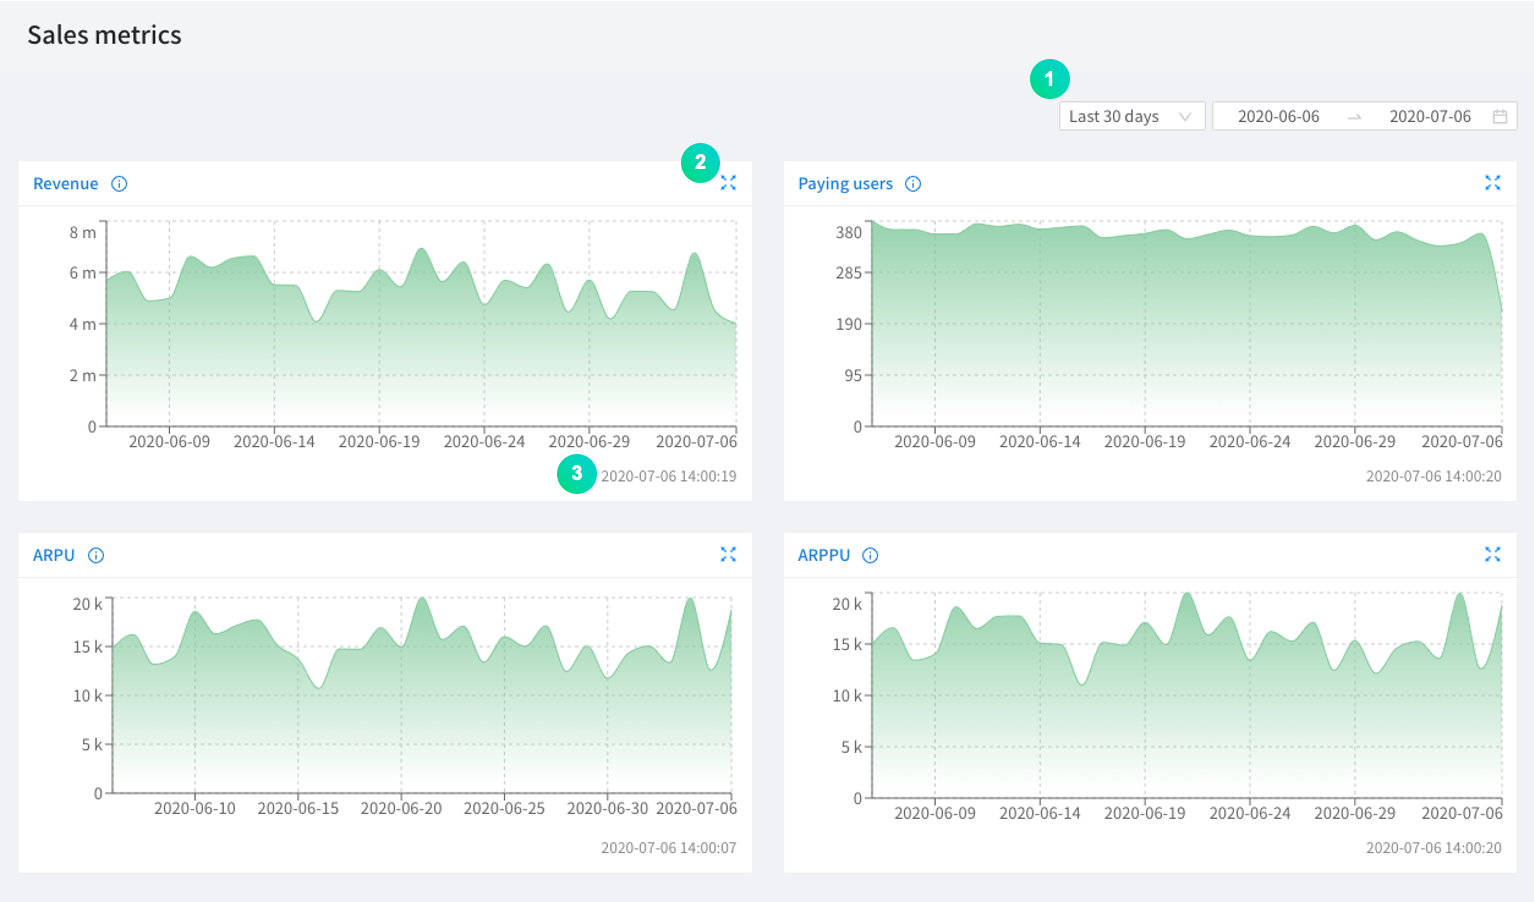 Sales metrics
1
Last 30 days 2020-06-06 2020-07-06
2
Revenue
8 m
6 m
4 m
2 m
0
2020-06-09 2020-06-14 2020-06-19 2020-06-24 2020-06-29 2020-07-06
3 2020-07-06 14:00:19
Paying users
380
285
190
95
0
2020-06-09 2020-06-14 2020-06-19 2020-06-24 2020-06-29 2020-07-06
2020-07-06 14:00:20
ARPU
20 k
15 k
10 k
5 k
0
2020-06-10 2020-06-15 2020-06-20 2020-06-25 2020-06-30 2020-07-06
2020-07-06 14:00:07
ARPPU
20 k
15 k
10 k
5 k
0
2020-06-09 2020-06-14 2020-06-19 2020-06-24 2020-06-29 2020-07-06
2020-07-06 14:00:20